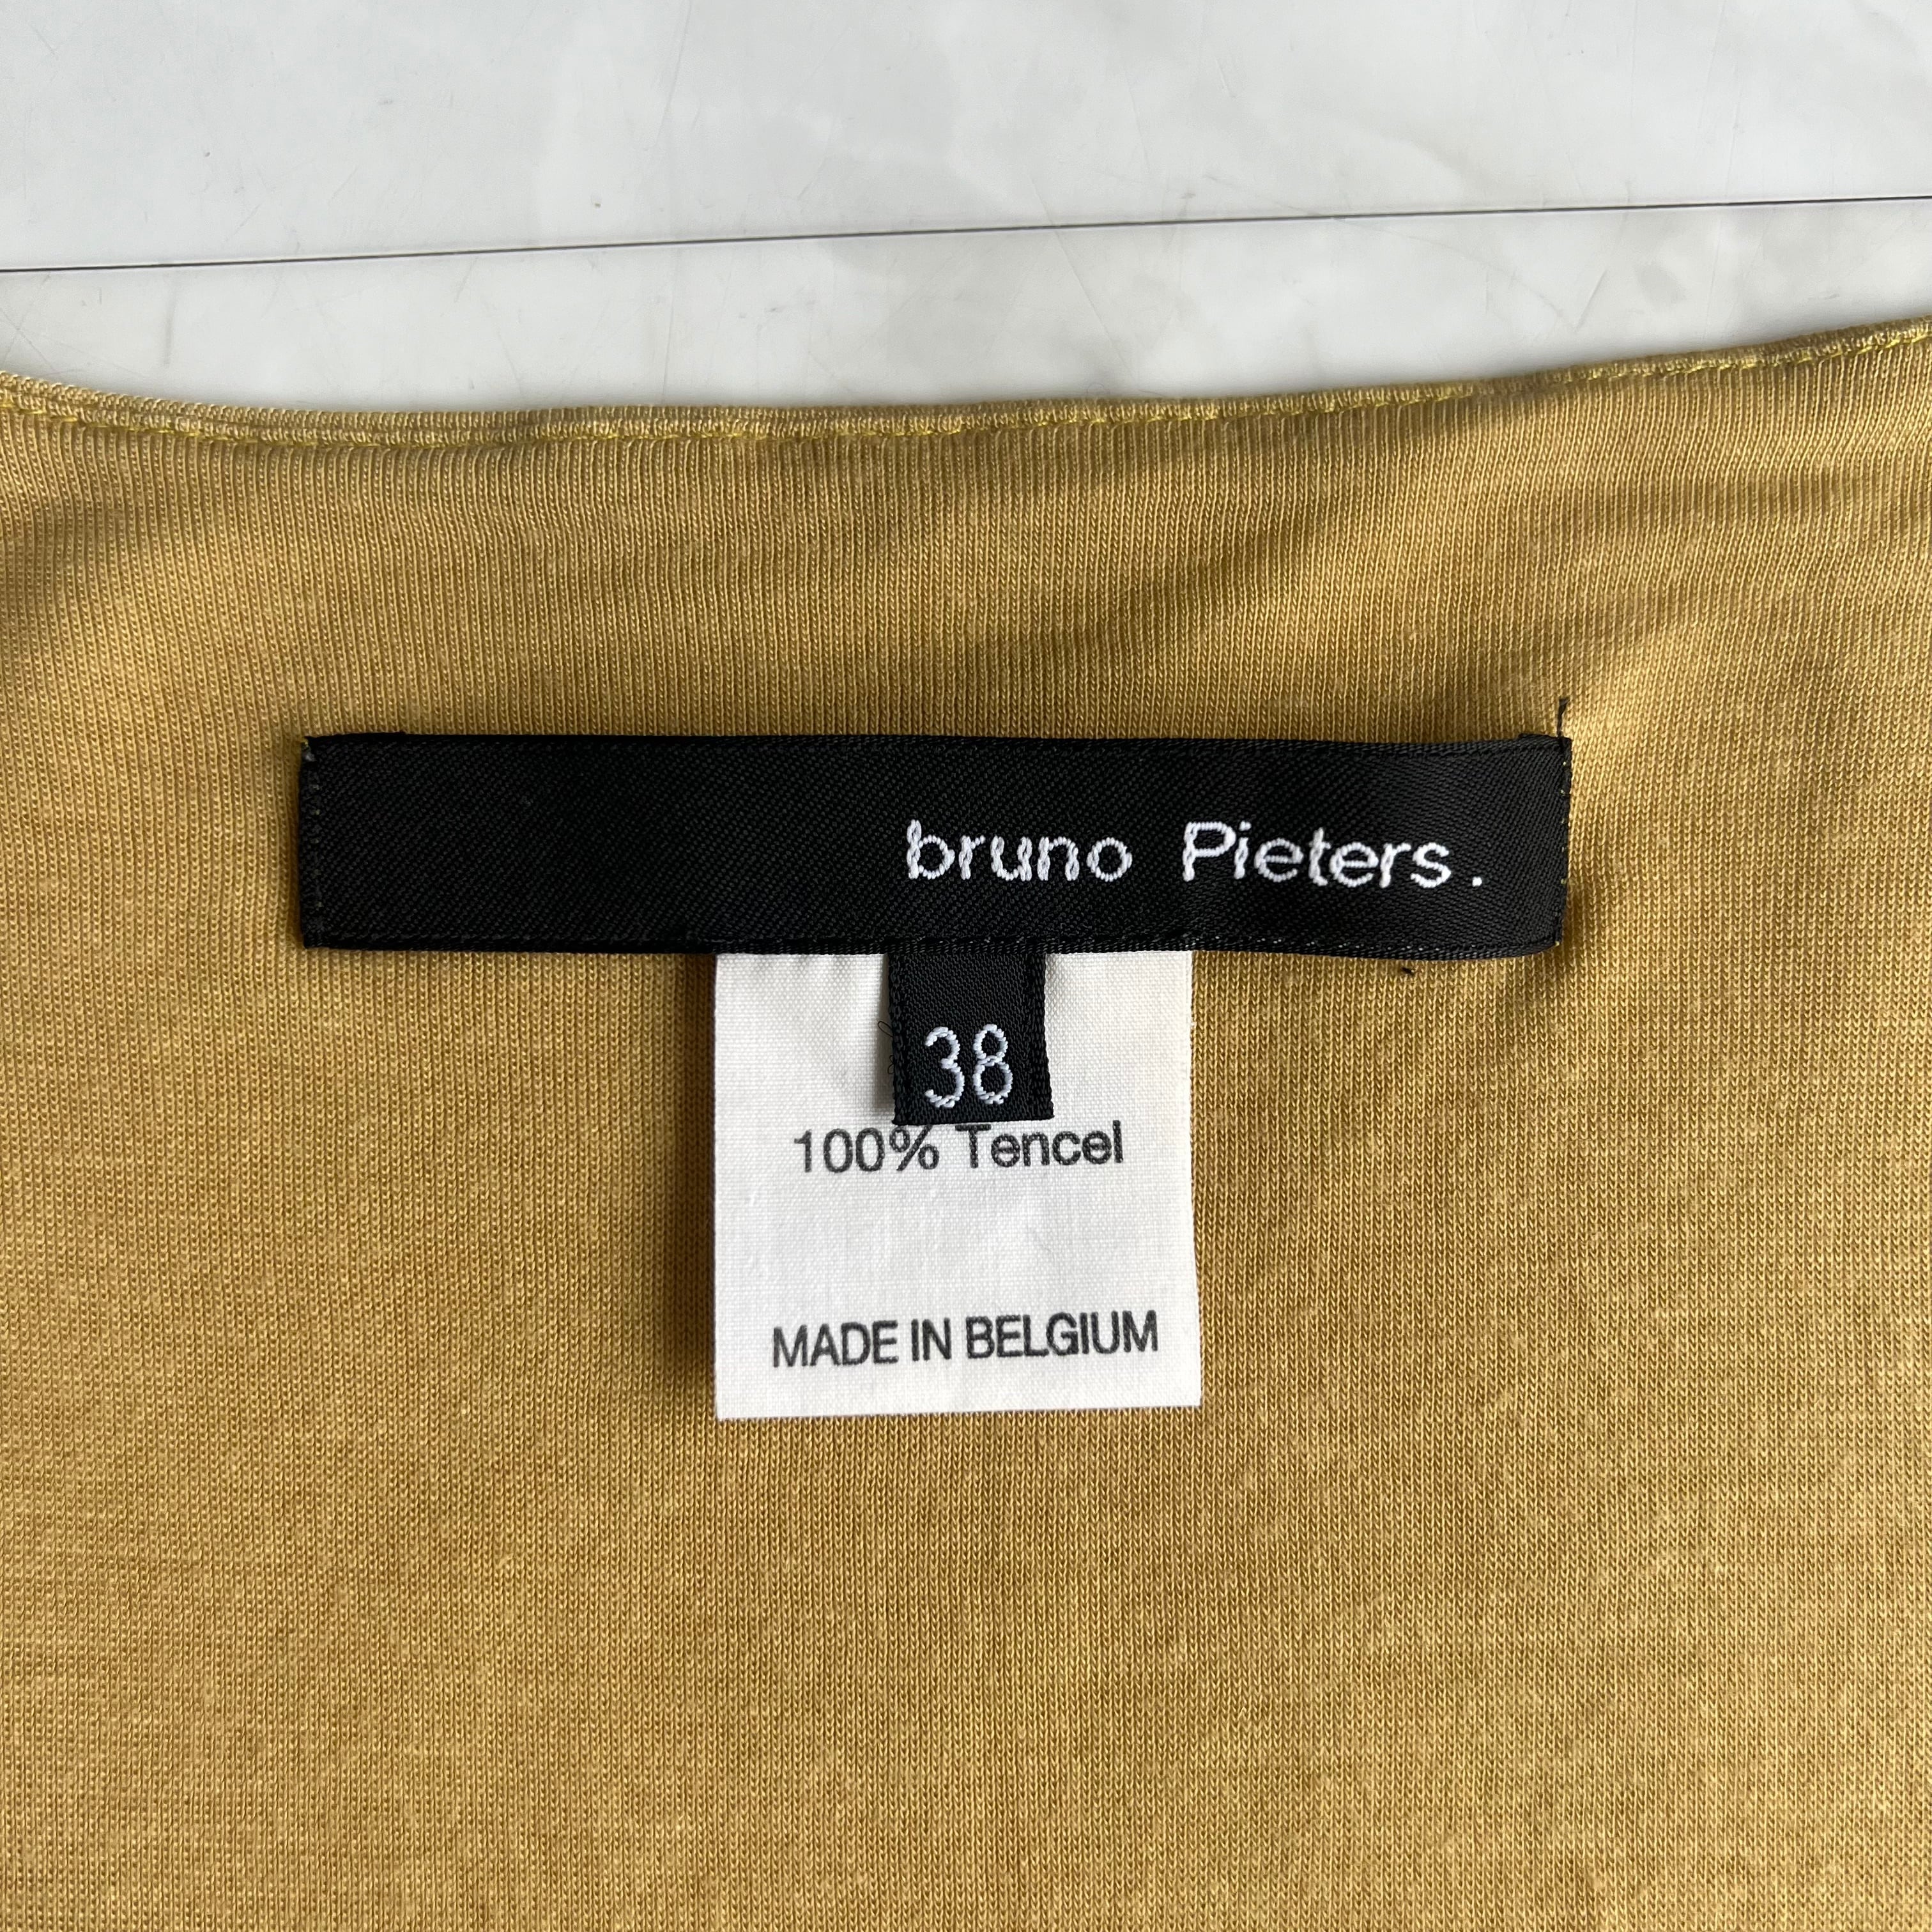 bruno Pieters.
38
100% Tencel
MADE IN BELGIUM